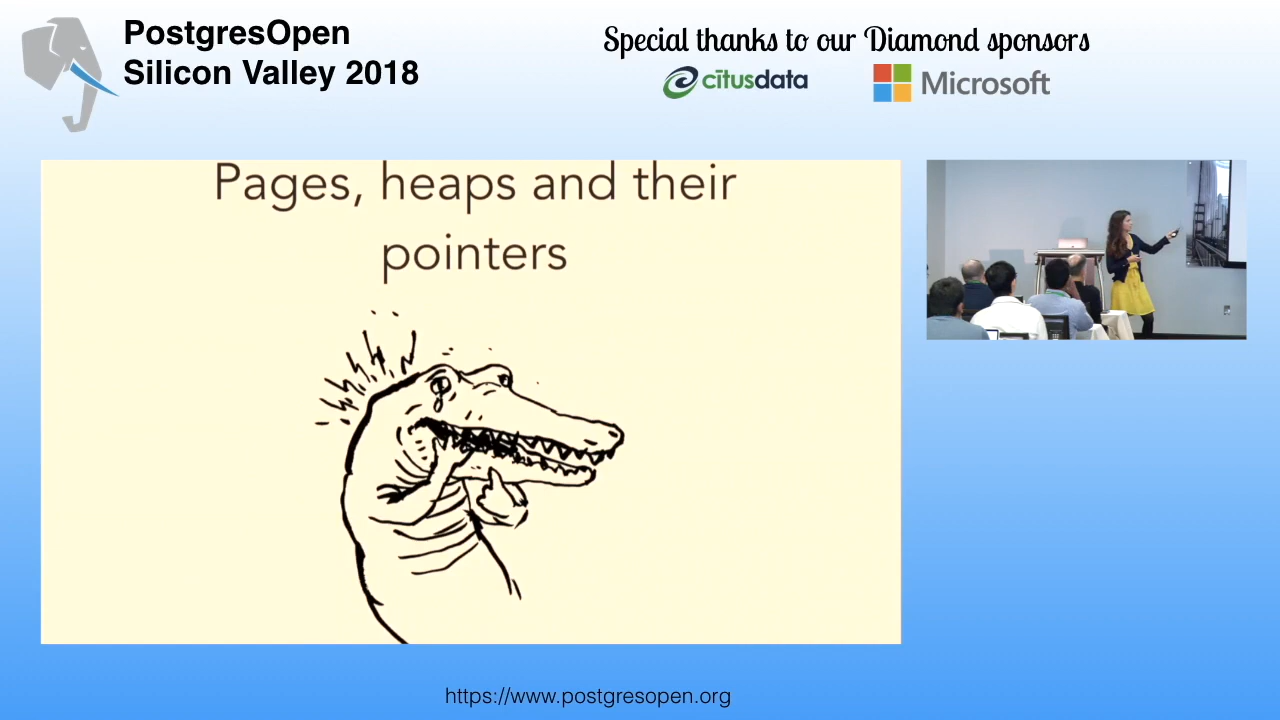 PostgresOpen
Silicon Valley 2018
Special thanks to our Diamond sponsors
citusdata
Microsoft
Pages, heaps and their
pointers
https://www.postgresopen.org